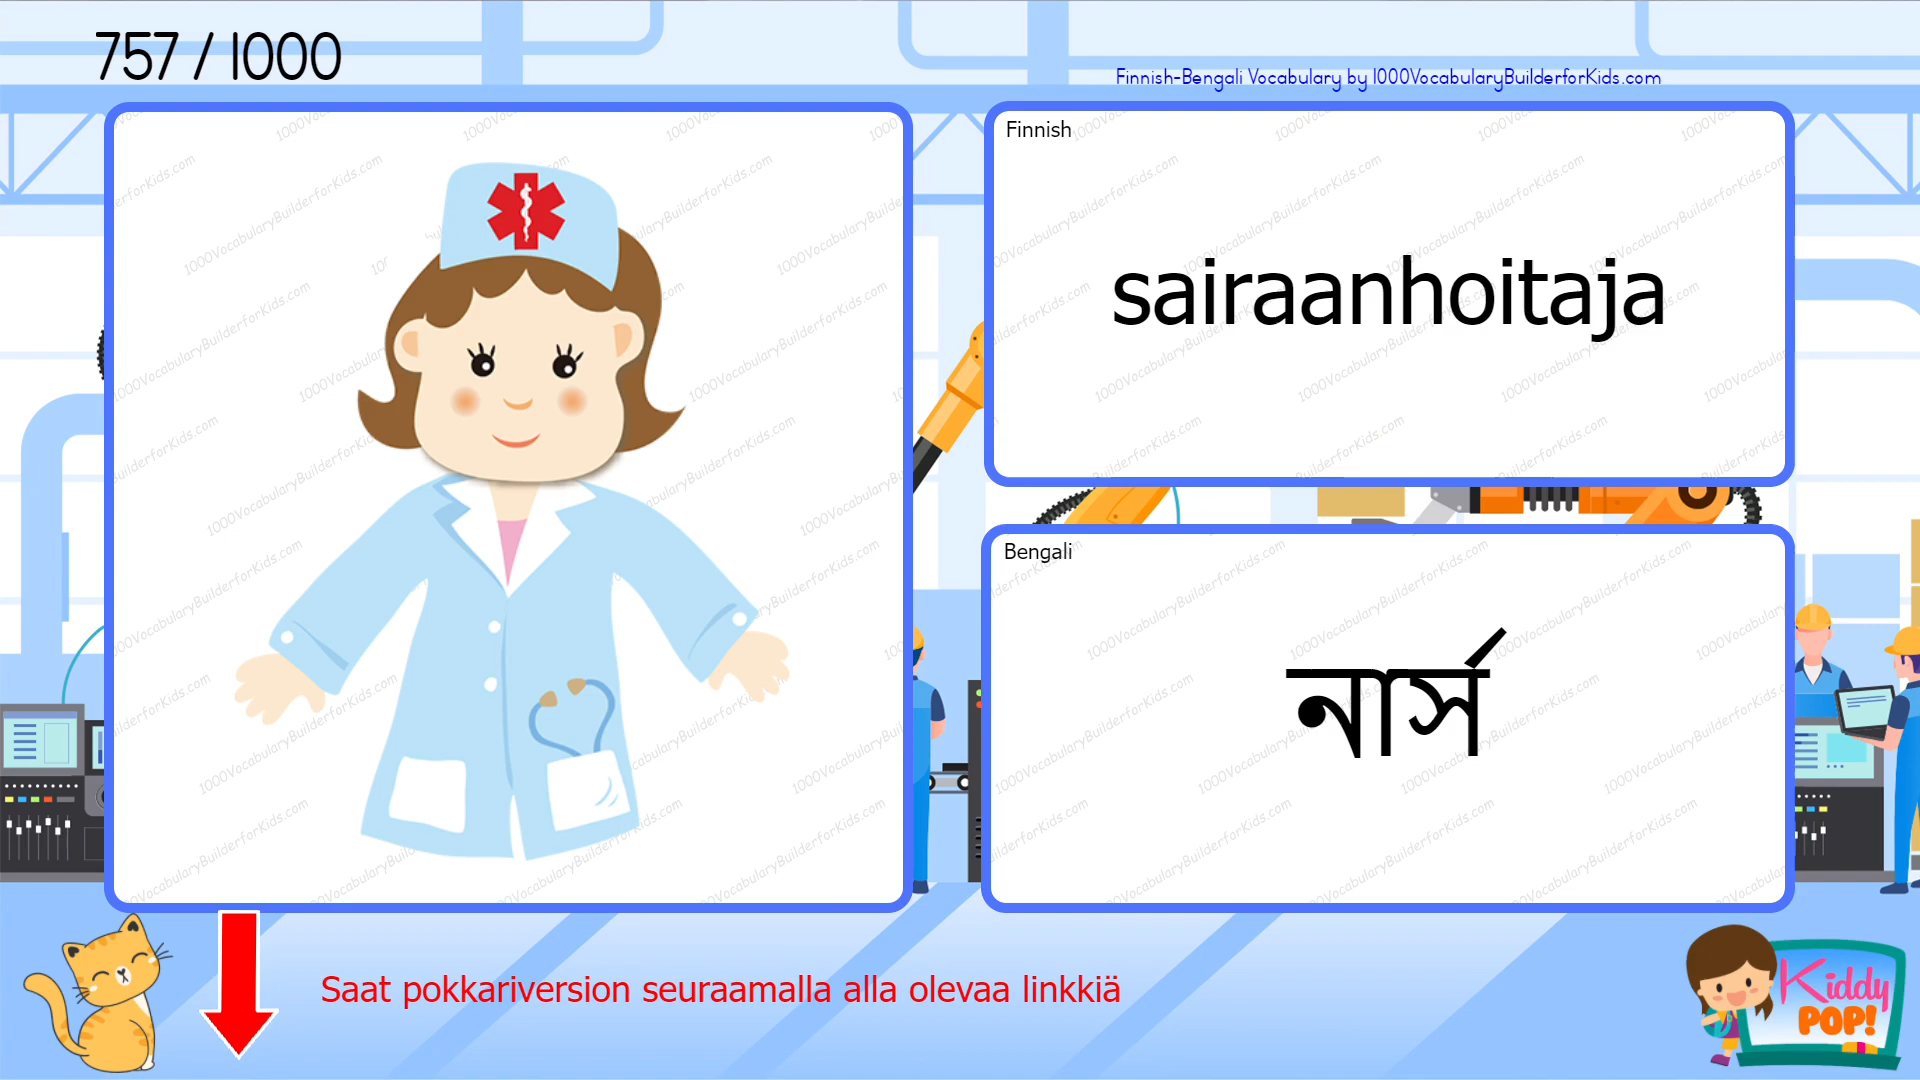 757 / 1000
Finnish-Bengali Vocabulary by 1000VocabularyBuilderforKids.com
Finnish
sairaanhoitaja
Bengali
নার্স
Saat pokkariversion seuraamalla alla olevaa linkkiä
Kiddy
POP!